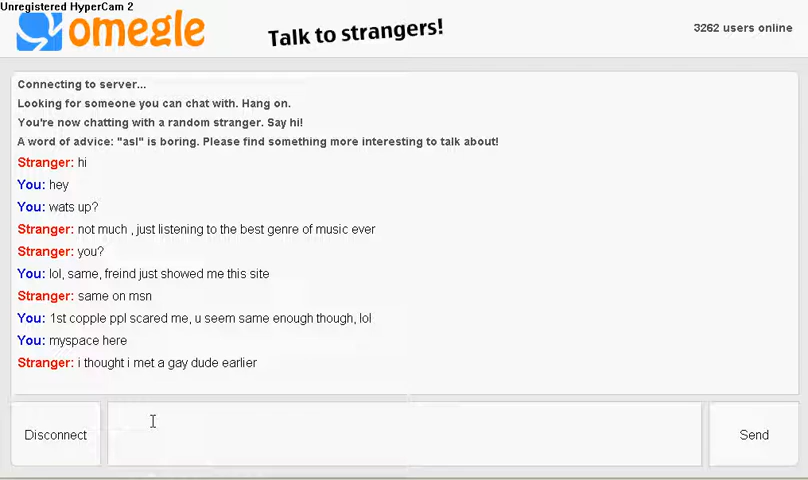 Unregistered HyperCam 2
omegle
Talk to strangers!
3262 users online
Connecting to server...
Looking for someone you can chat with. Hang on.
You're now chatting with a random stranger. Say hi!
A word of advice: "asl" is boring. Please find something more interesting to talk about!
Stranger: hi
You: hey
You: wats up?
Stranger: not much , just listening to the best genre of music ever
Stranger: you?
You: lol, same, freind just showed me this site
Stranger: same on msn
You: 1st copple ppl scared me, u seem same enough though, lol
You: myspace here
Stranger: i thought i met a gay dude earlier
Disconnect
Send